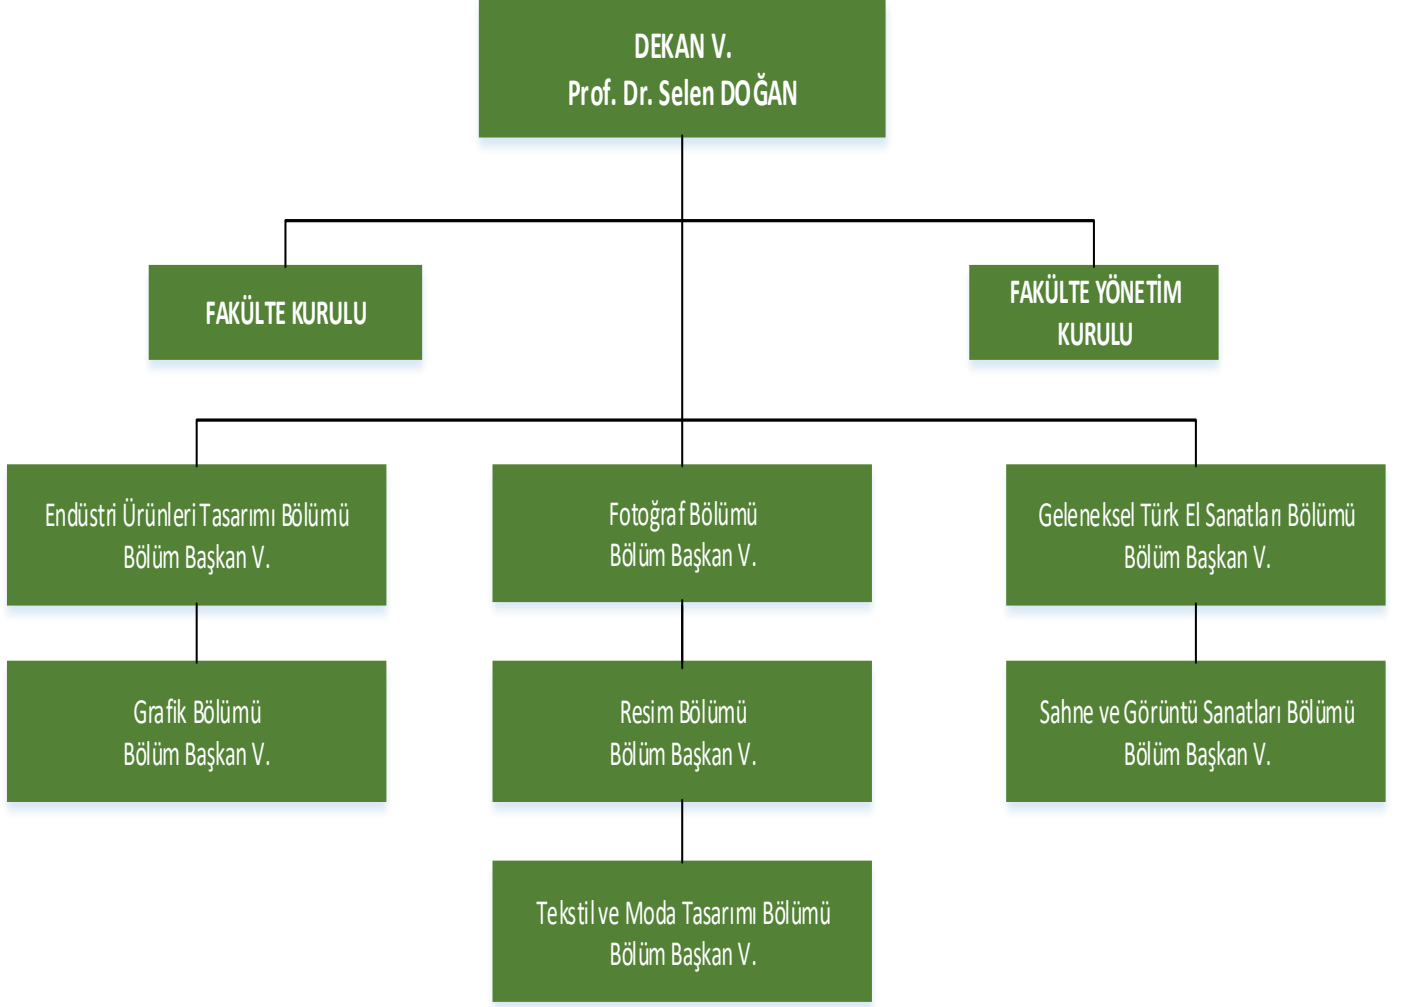 DEKAN V.
Prof. Dr. Selen DOĞAN
FAKÜLTE KURULU
FAKÜLTE YÖNETİM
KURULU
Endüstri Ürünleri Tasarımı Bölümü
Bölüm Başkan V.
Fotoğraf Bölümü
Bölüm Başkan V.
Geleneksel Türk El Sanatları Bölümü
Bölüm Başkan V.
Grafik Bölümü
Bölüm Başkan V.
Resim Bölümü
Bölüm Başkan V.
Sahne ve Görüntü Sanatları Bölümü
Bölüm Başkan V.
Tekstil ve Moda Tasarımı Bölümü
Bölüm Başkan V.